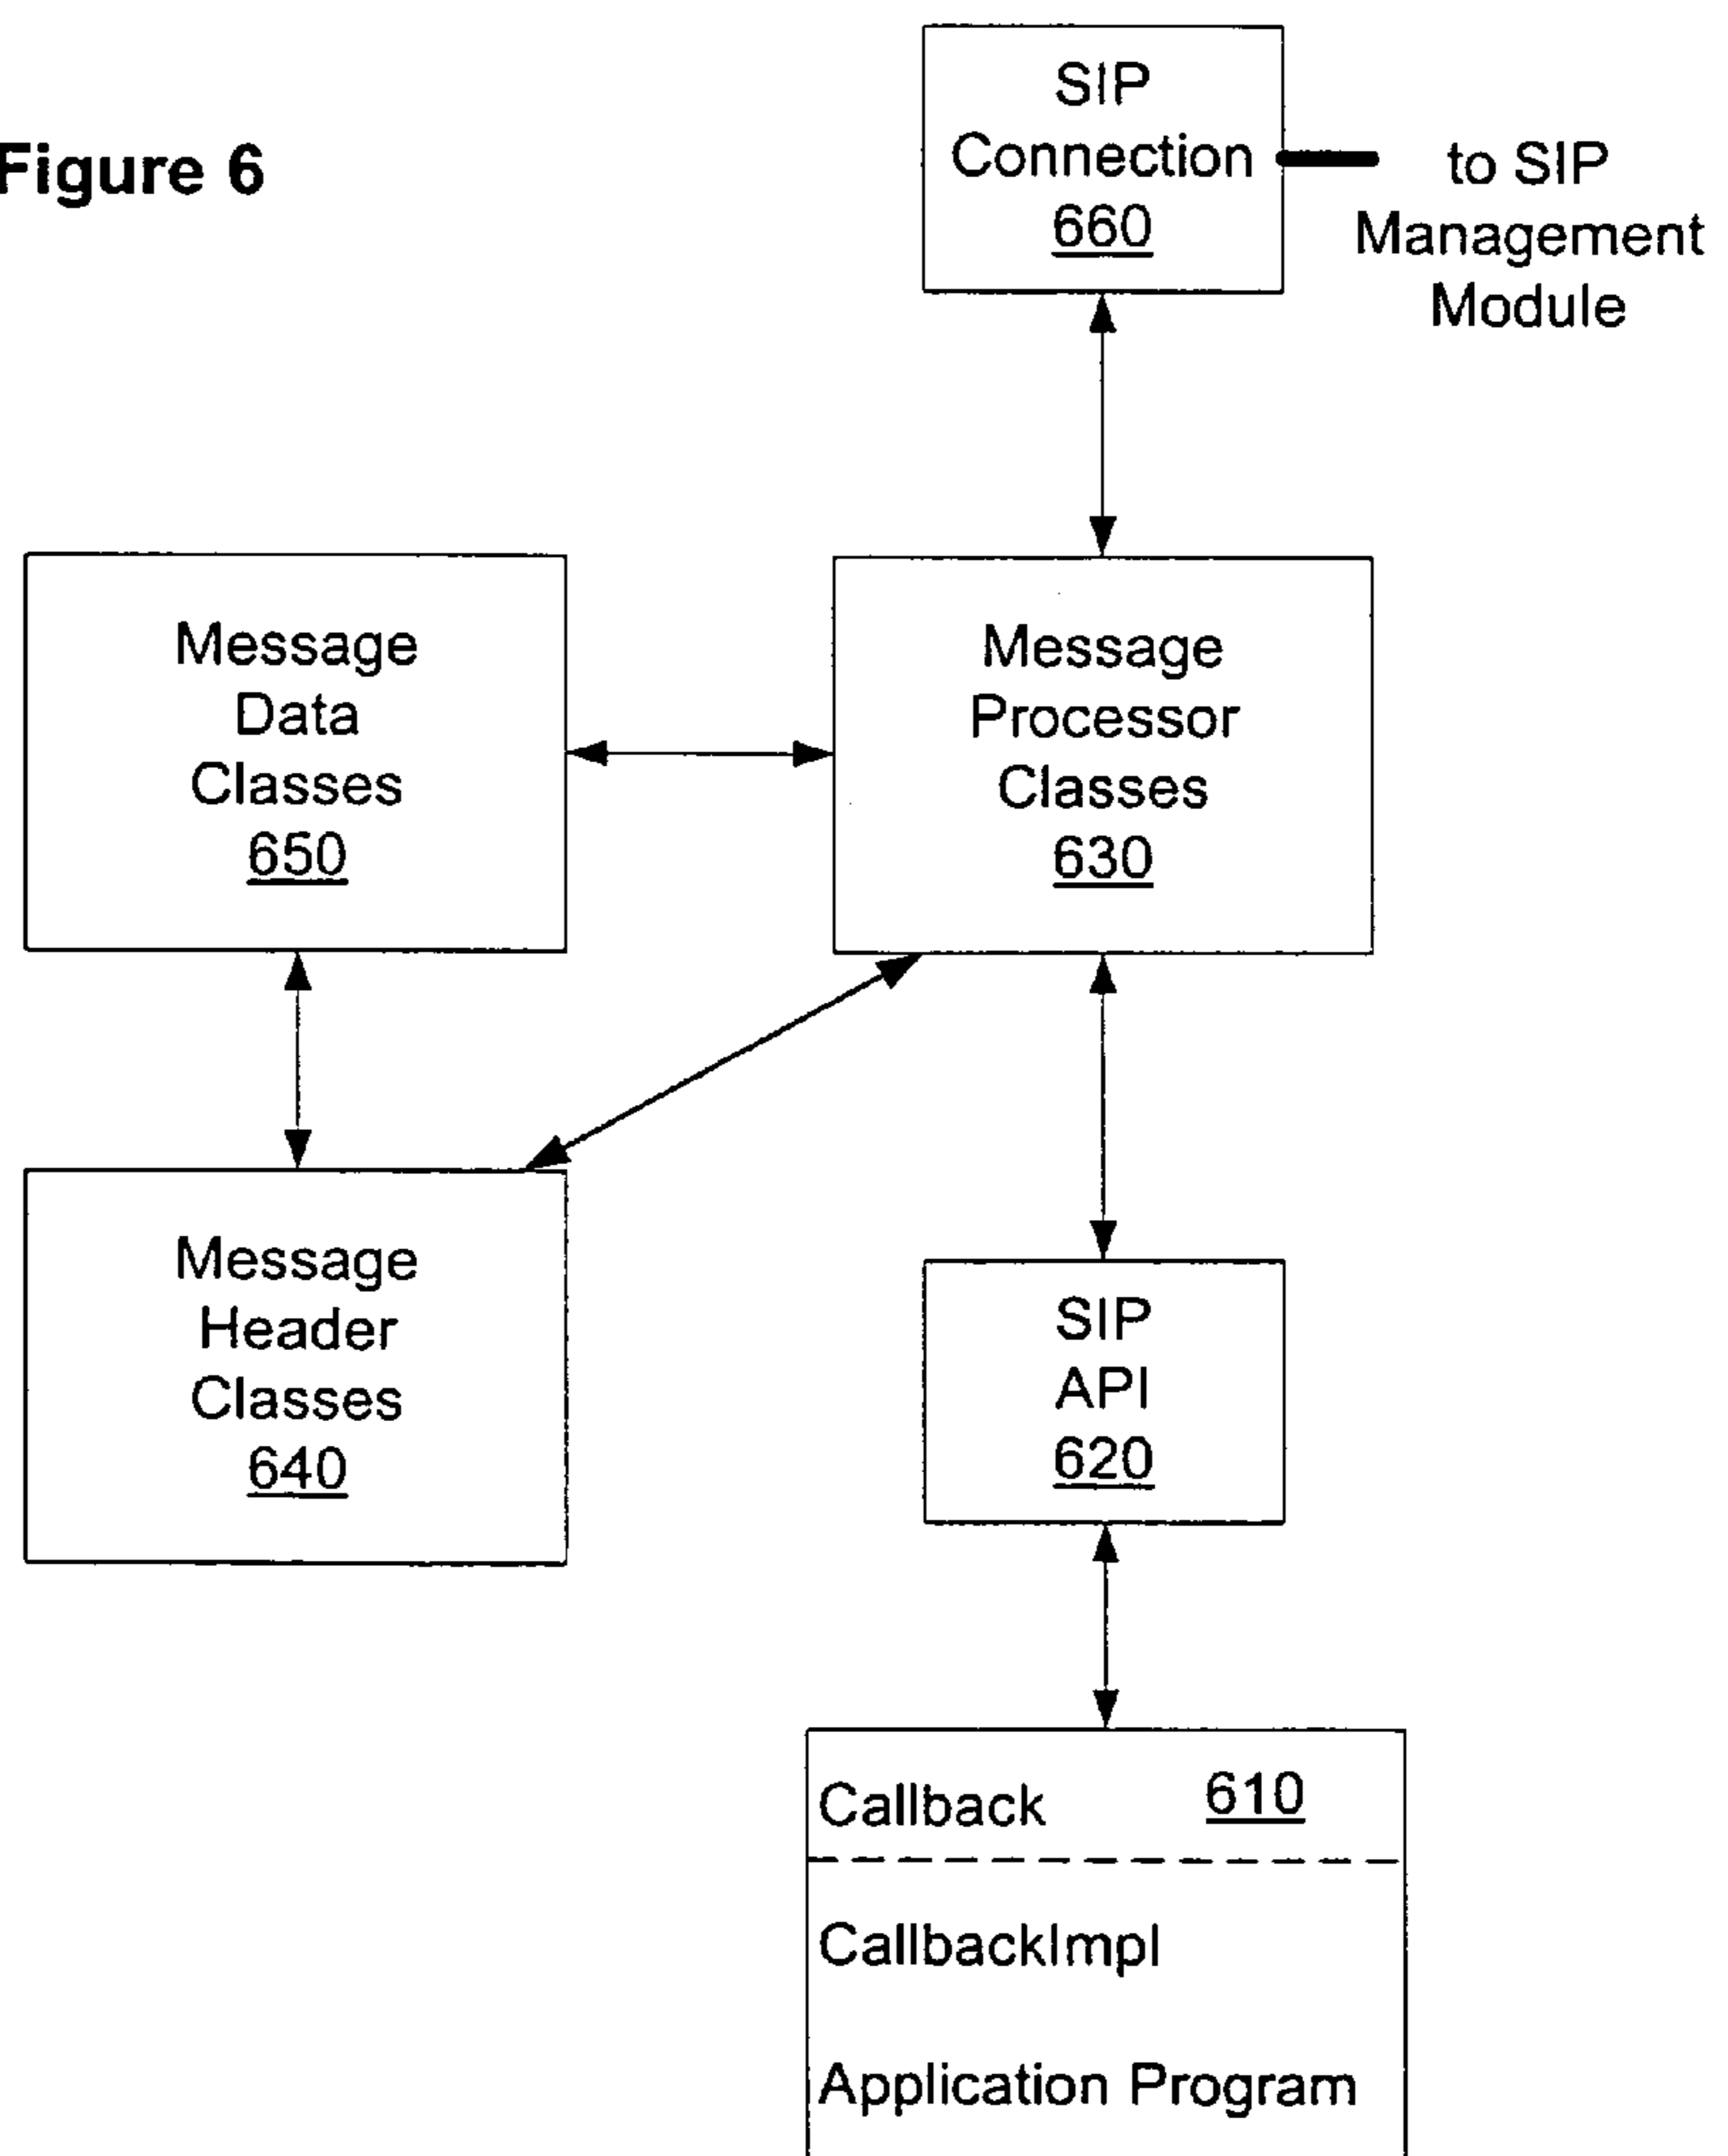 Figure 6
SIP
Connection
660
to SIP
Management
Module
Message
Data
Classes
650
Message
Processor
Classes
630
Message
Header
Classes
640
SIP
API
620
Callback 610
CallbackImpl
Application Program